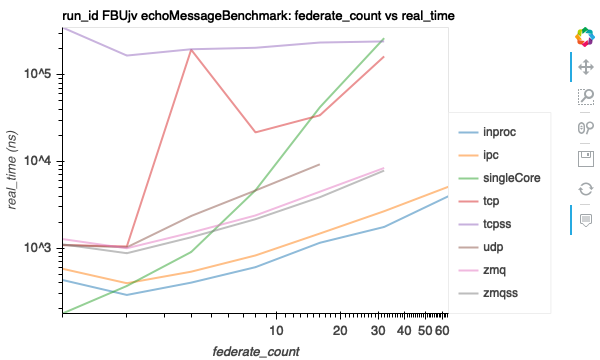 run_id FBUjv echoMessageBenchmark: federate_count vs real_time
10^5
10^4
10^3
real_time (ns)
10
20
30
40
50
60
federate_count
inproc
ipc
singleCore
tcp
tcpss
udp
zmq
zmqss